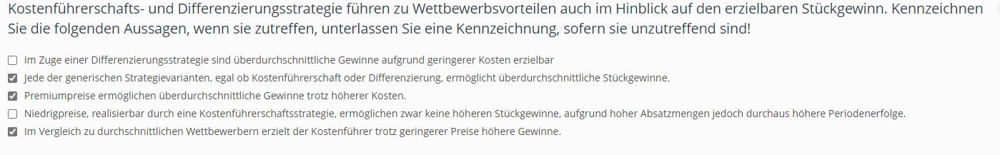 Kostenführerschafts- und Differenzierungsstrategie führen zu Wettbewerbsvorteilen auch im Hinblick auf den erzielbaren Stückgewinn. Kennzeichnen
Sie die folgenden Aussagen, wenn sie zutreffen, unterlassen Sie eine Kennzeichnung, sofern sie unzutreffend sind!
Im Zuge einer Differenzierungsstrategie sind überdurchschnittliche Gewinne aufgrund geringerer Kosten erzielbar
Jede der generischen Strategievarianten, egal ob Kostenführerschaft oder Differenzierung, ermöglicht überdurchschnittliche Stückgewinne.
Premiumpreise ermöglichen überdurchschnittliche Gewinne trotz höherer Kosten.
Niedrigpreise, realisierbar durch eine Kostenführerschaftsstrategie, ermöglichen zwar keine höheren Stückgewinne, aufgrund hoher Absatzmengen jedoch durchaus höhere Periodenerfolge.
Im Vergleich zu durchschnittlichen Wettbewerbern erzielt der Kostenführer trotz geringerer Preise höhere Gewinne.